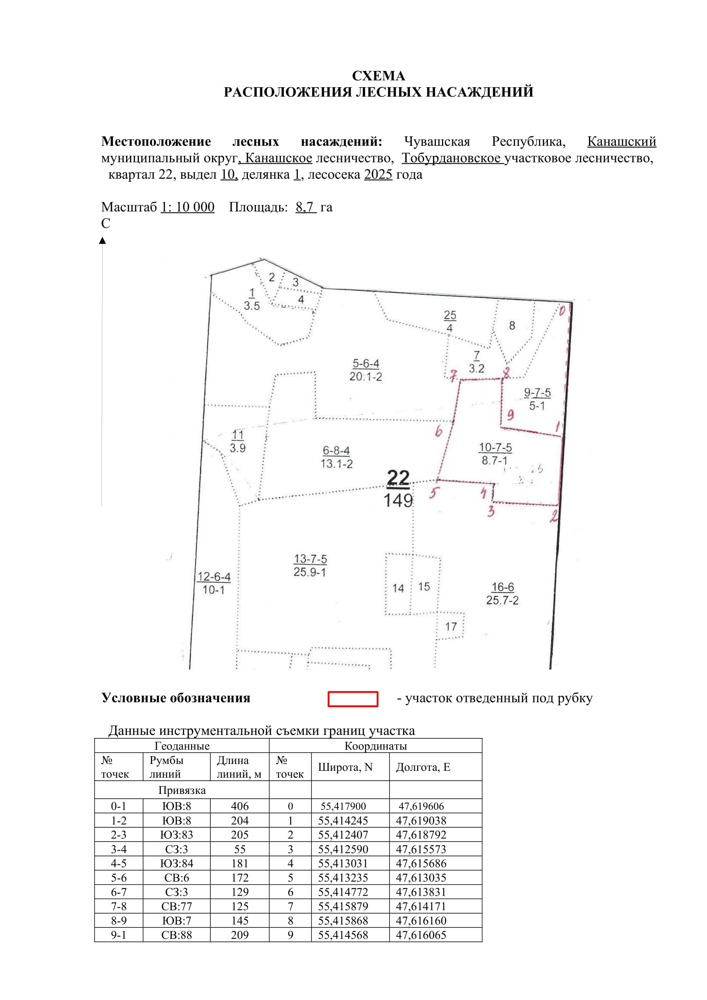 СХЕМА
РАСПОЛОЖЕНИЯ ЛЕСНЫХ НАСАЖДЕНИЙ
Местоположение лесных насаждений: Чувашская Республика, Канашский
муниципальный округ, Канашское лесничество, Тобурдановское участковое лесничество,
квартал 22, выдел 10, делянка 1, лесосека 2025 года
Масштаб 1: 10 000 Площадь: 8,7 га
С
2
3
1
3.5
4
0
25
4
8
7
3.2
5-6-4
20.1-2
7
8
9-7-5
5-1
9
1
6
11
3.9
10-7-5
8.7-1
6-8-4
13.1-2
22
149
5
4
3
2
13-7-5
25.9-1
12-6-4
10-1
14
15
16-6
25.7-2
17
Условные обозначения - участок отведенный под рубку
Данные инструментальной съемки границ участка
Геоданные Координаты
№ точек Румбы линий Длина линий, м № точек Широта, N Долгота, E
Привязка
0-1 ЮВ:8 406 0 55,417900 47,619606
1-2 ЮВ:8 204 1 55,414245 47,619038
2-3 ЮЗ:83 205 2 55,412407 47,618792
3-4 СЗ:3 55 3 55,412590 47,615573
4-5 ЮЗ:84 181 4 55,413031 47,615686
5-6 СВ:6 172 5 55,413235 47,613035
6-7 СЗ:3 129 6 55,414772 47,613831
7-8 СВ:77 125 7 55,415879 47,614171
8-9 ЮВ:7 145 8 55,415868 47,616160
9-1 СВ:88 209 9 55,414568 47,616065